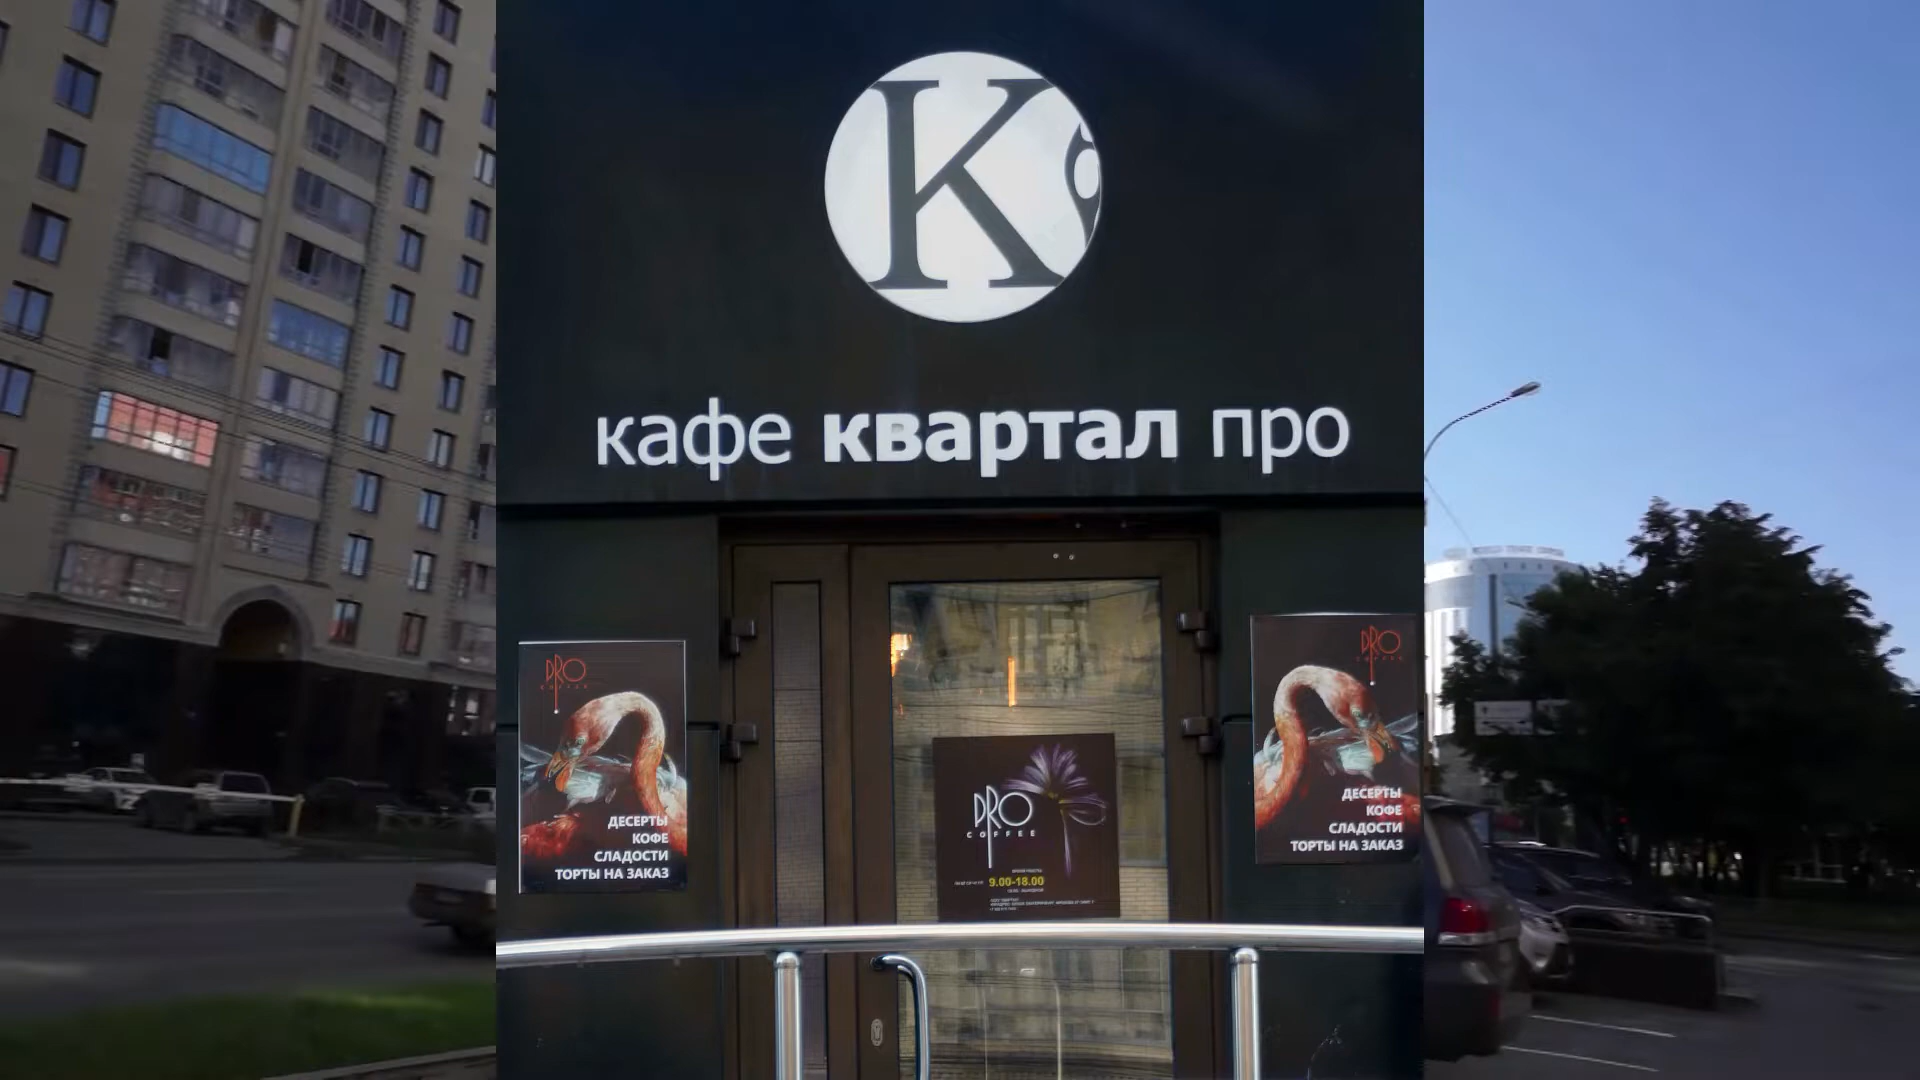 К
кафе квартал про
PRO
COFFEE
ДЕСЕРТЫ
КОФЕ
СЛАДОСТИ
ТОРТЫ НА ЗАКАЗ
PRO
COFFEE
9.00-18.00
PRO
COFFEE
ДЕСЕРТЫ
КОФЕ
СЛАДОСТИ
ТОРТЫ НА ЗАКАЗ